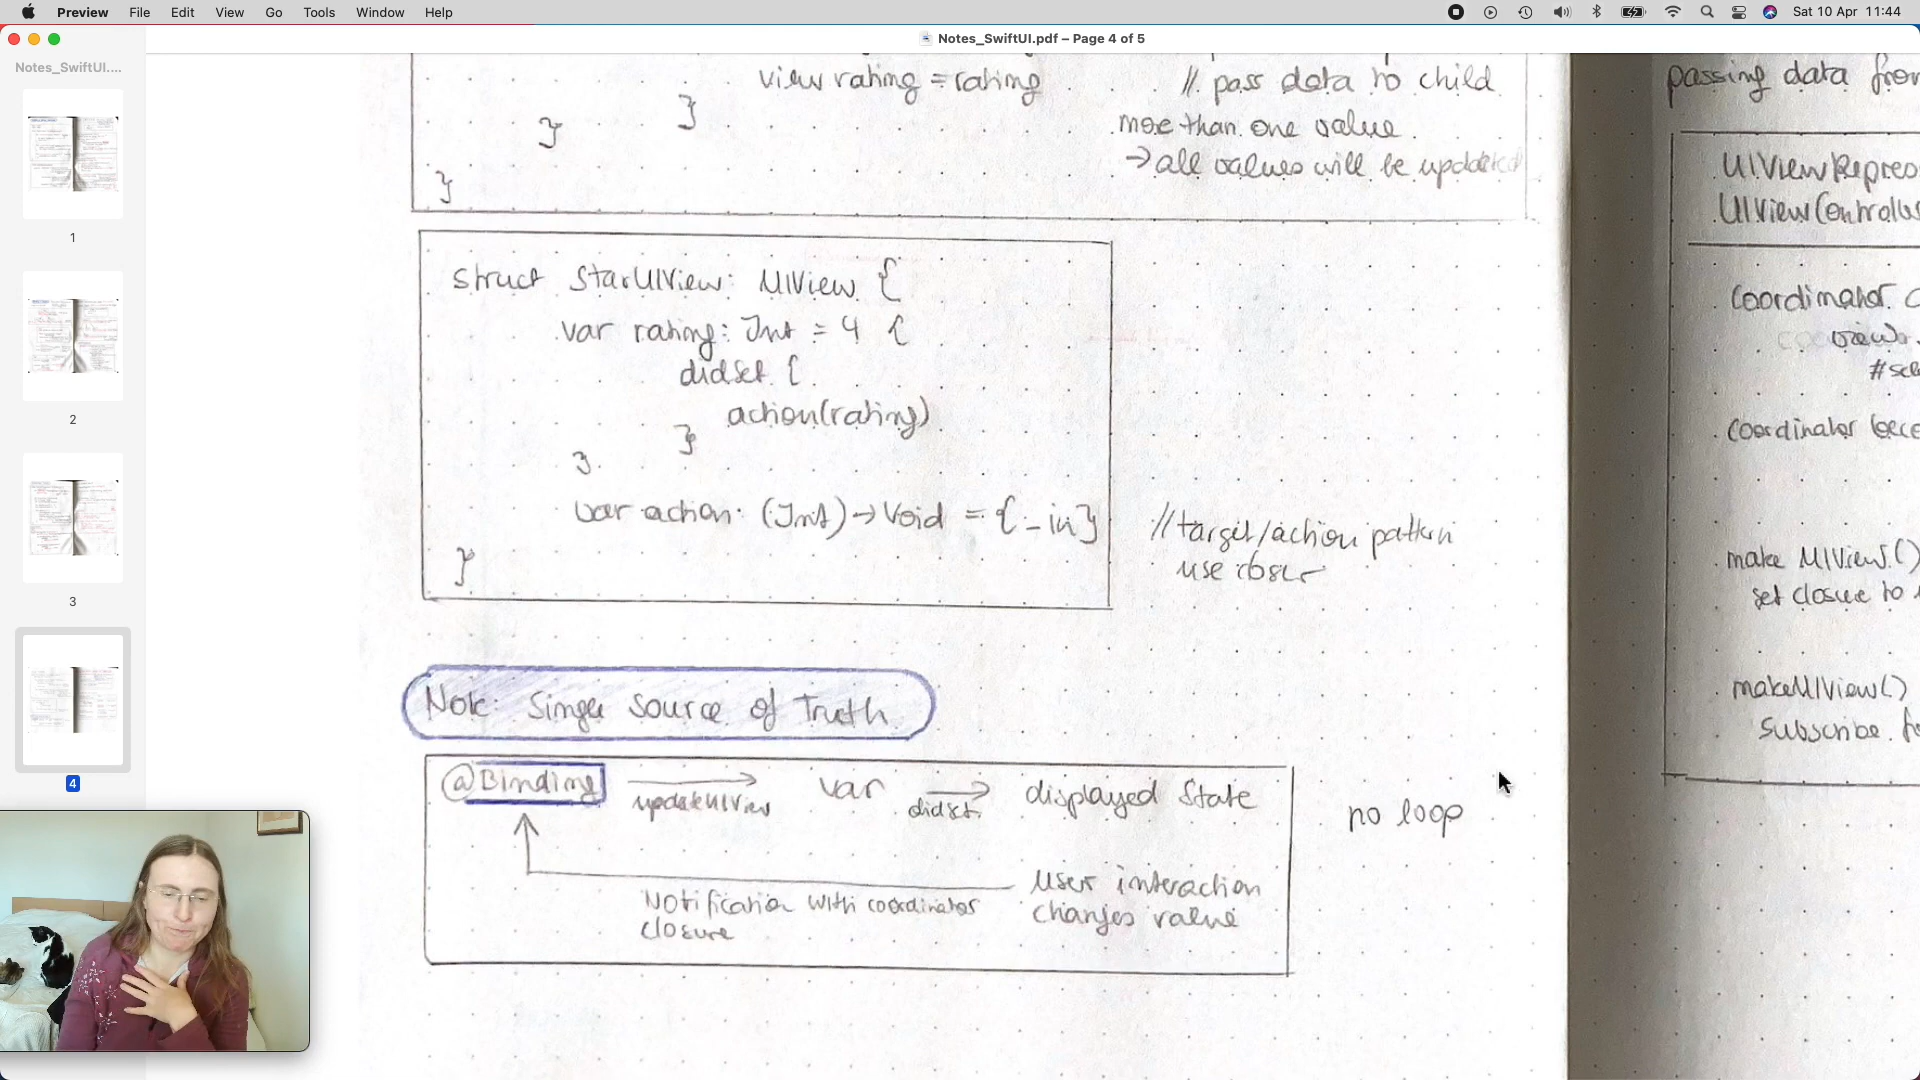 Preview File Edit View Go Tools Window Help
Sat 10 Apr 11:44
Notes_SwiftUI.pdf – Page 4 of 5
Notes_SwiftUI....
1
2
3
4
view rating = rating
}
}
}
// pass data to child
more than one value
→ all values will be updated
struct StarUIView: UIView {
var rating: Int = 4 {
didSet {
action(rating)
}
}
var action: (Int) → Void = { _ in }
}
// target/action pattern
use
Note: Single Source of Truth
@Binding
updateUIView
var
didset
displayed State
no loop
Notification with coordinator
closure
User interaction
changes value
passing data from
UIViewRepres
UIViewControlle
Coordinator
view.
#sele
coordinator
make UIView()
set closure to
makeUIView()
subscribe